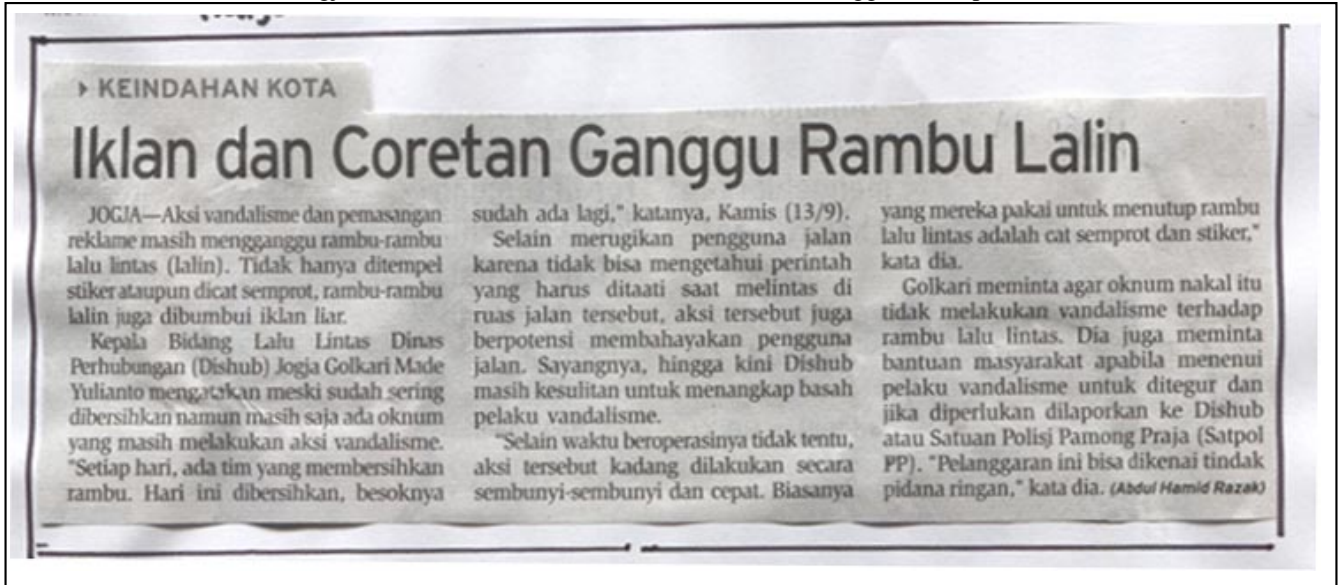 KEINDAHAN KOTA
Iklan dan Coretan Ganggu Rambu Lalin
JOGJA—Aksi vandalisme dan pemasangan
reklame masih mengganggu rambu-rambu
lalu lintas (lalin). Tidak hanya ditempel
stiker ataupun dicat semprot, rambu-rambu
lalin juga dibumbui iklan liar.
Kepala Bidang Lalu Lintas Dinas
Perhubungan (Dishub) Jogja Golkari Made
Yulianto mengatakan meski sudah sering
dibersihkan namun masih saja ada oknum
yang masih melakukan aksi vandalisme.
"Setiap hari, ada tim yang membersihkan
rambu. Hari ini dibersihkan, besoknya
sudah ada lagi," katanya, Kamis (13/9).
Selain merugikan pengguna jalan
karena tidak bisa mengetahui perintah
yang harus ditaati saat melintas di
ruas jalan tersebut, aksi tersebut juga
berpotensi membahayakan pengguna
jalan. Sayangnya, hingga kini Dishub
masih kesulitan untuk menangkap basah
pelaku vandalisme.
"Selain waktu beroperasinya tidak tentu,
aksi tersebut kadang dilakukan secara
sembunyi-sembunyi dan cepat. Biasanya
yang mereka pakai untuk menutup rambu
lalu lintas adalah cat semprot dan stiker,"
kata dia.
Golkari meminta agar oknum nakal itu
tidak melakukan vandalisme terhadap
rambu lalu lintas. Dia juga meminta
bantuan masyarakat apabila menenui
pelaku vandalisme untuk ditegur dan
jika diperlukan dilaporkan ke Dishub
atau Satuan Polisi Pamong Praja (Satpol
PP). "Pelanggaran ini bisa dikenai tindak
pidana ringan," kata dia. (Abdul Hamid Razak)